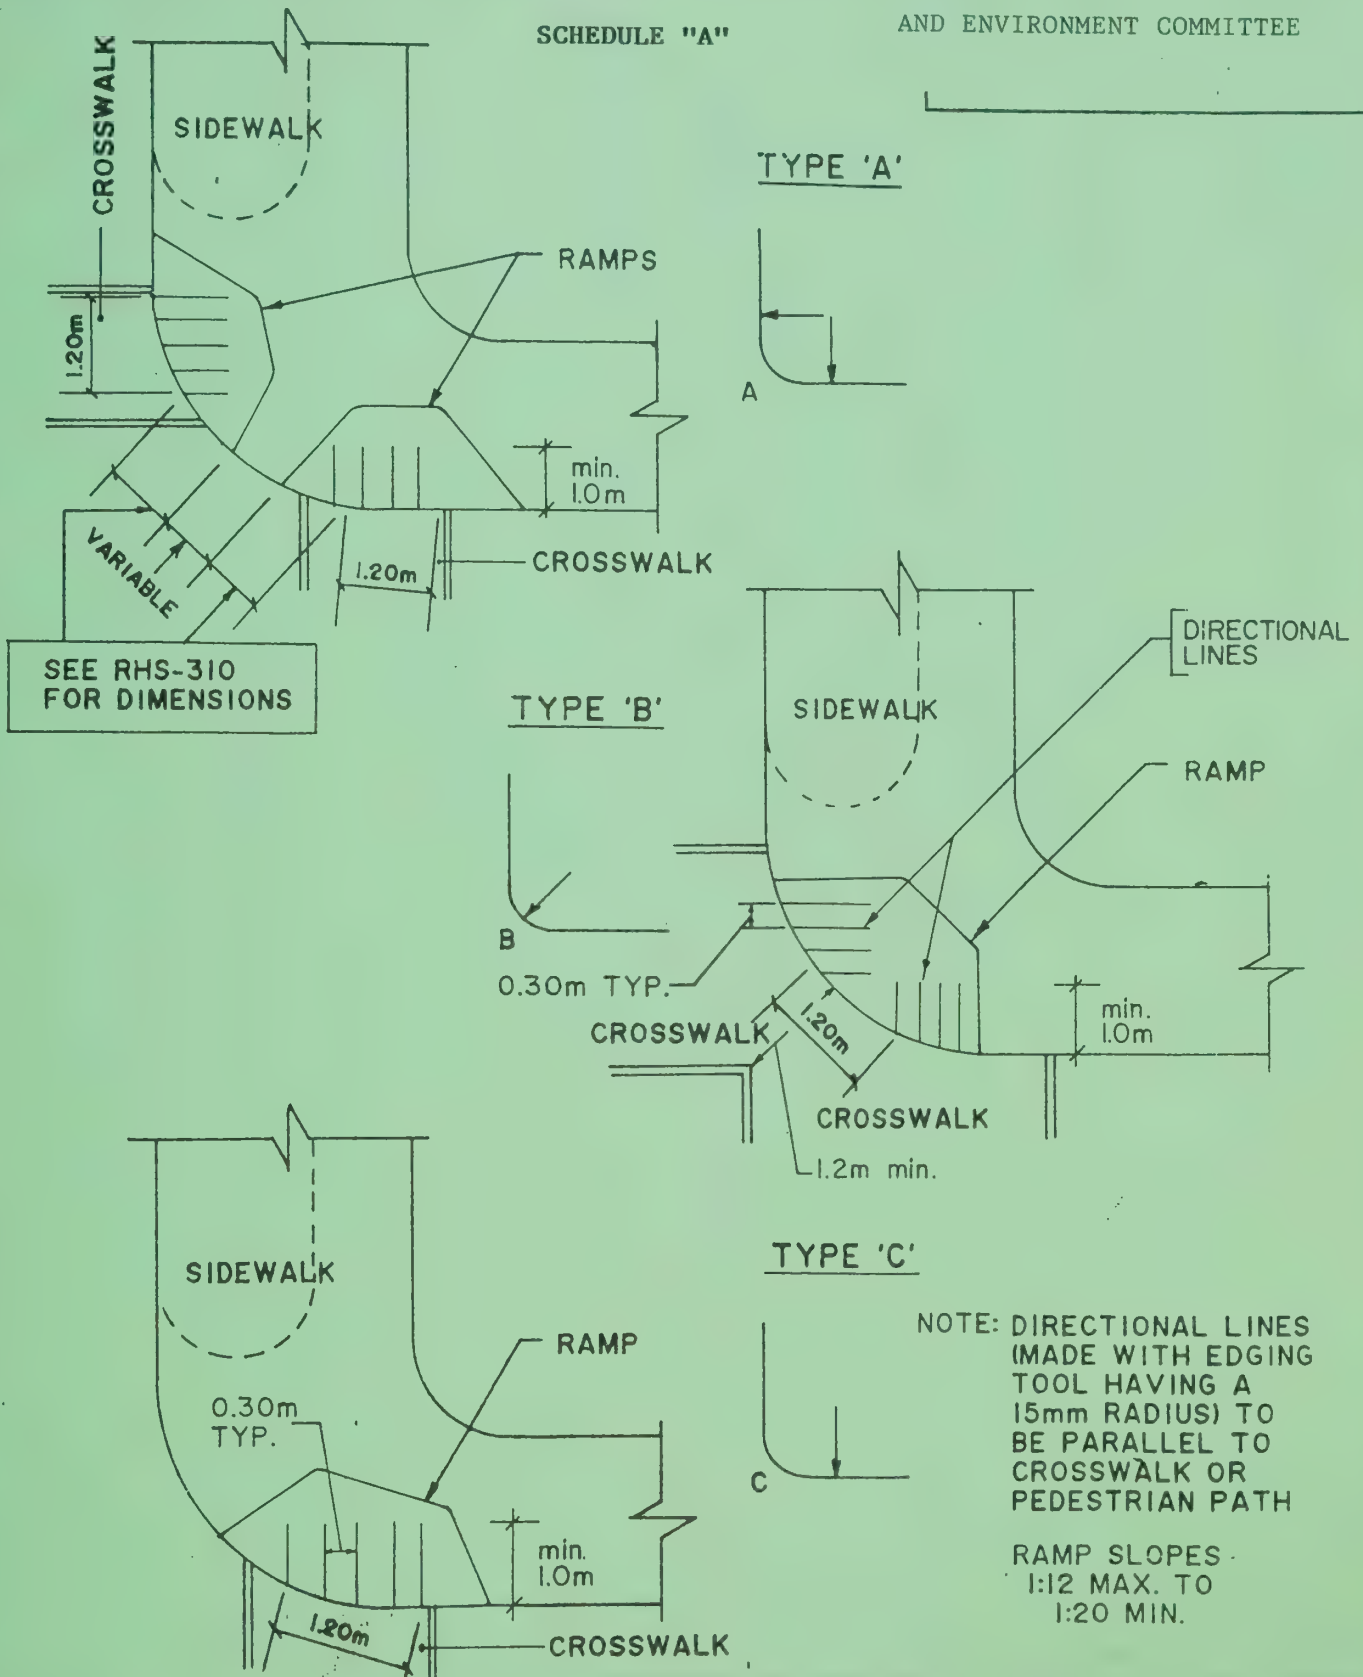 SCHEDULE "A"
AND ENVIRONMENT COMMITTEE
CROSSWALK
SIDEWALK
TYPE 'A'
RAMPS
1.20m
A
min.
1.0m
VARIABLE
1.20m
CROSSWALK
SEE RHS-310
FOR DIMENSIONS
DIRECTIONAL
LINES
TYPE 'B'
SIDEWALK
RAMP
B
0.30m TYP.
CROSSWALK
1.20m
min.
1.0m
CROSSWALK
1.2m min.
SIDEWALK
TYPE 'C'
RAMP
0.30m
TYP.
C
min.
1.0m
1.20m
CROSSWALK
NOTE: DIRECTIONAL LINES
(MADE WITH EDGING
TOOL HAVING A
15mm RADIUS) TO
BE PARALLEL TO
CROSSWALK OR
PEDESTRIAN PATH
RAMP SLOPES
1:12 MAX. TO
1:20 MIN.